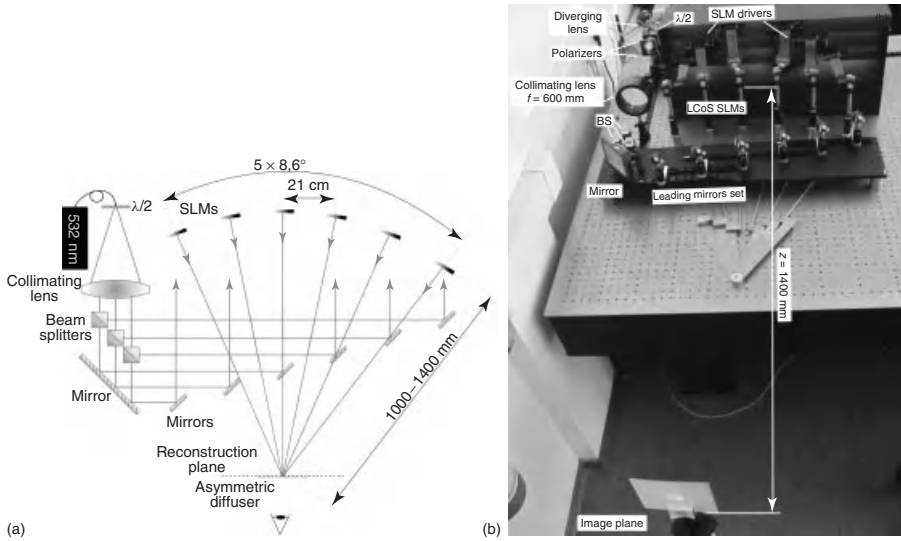 5 × 8,6°
21 cm
SLMs
λ/2
532 nm
Collimating
lens
Beam
splitters
Mirror
Mirrors
1000–1400 mm
Reconstruction
plane
Asymmetric
diffuser
(a)
Diverging
lens
λ/2
SLM drivers
Polarizers
Collimating lens
f = 600 mm
LCoS SLMs
BS
Mirror
Leading mirrors set
z = 1400 mm
Image plane
(b)